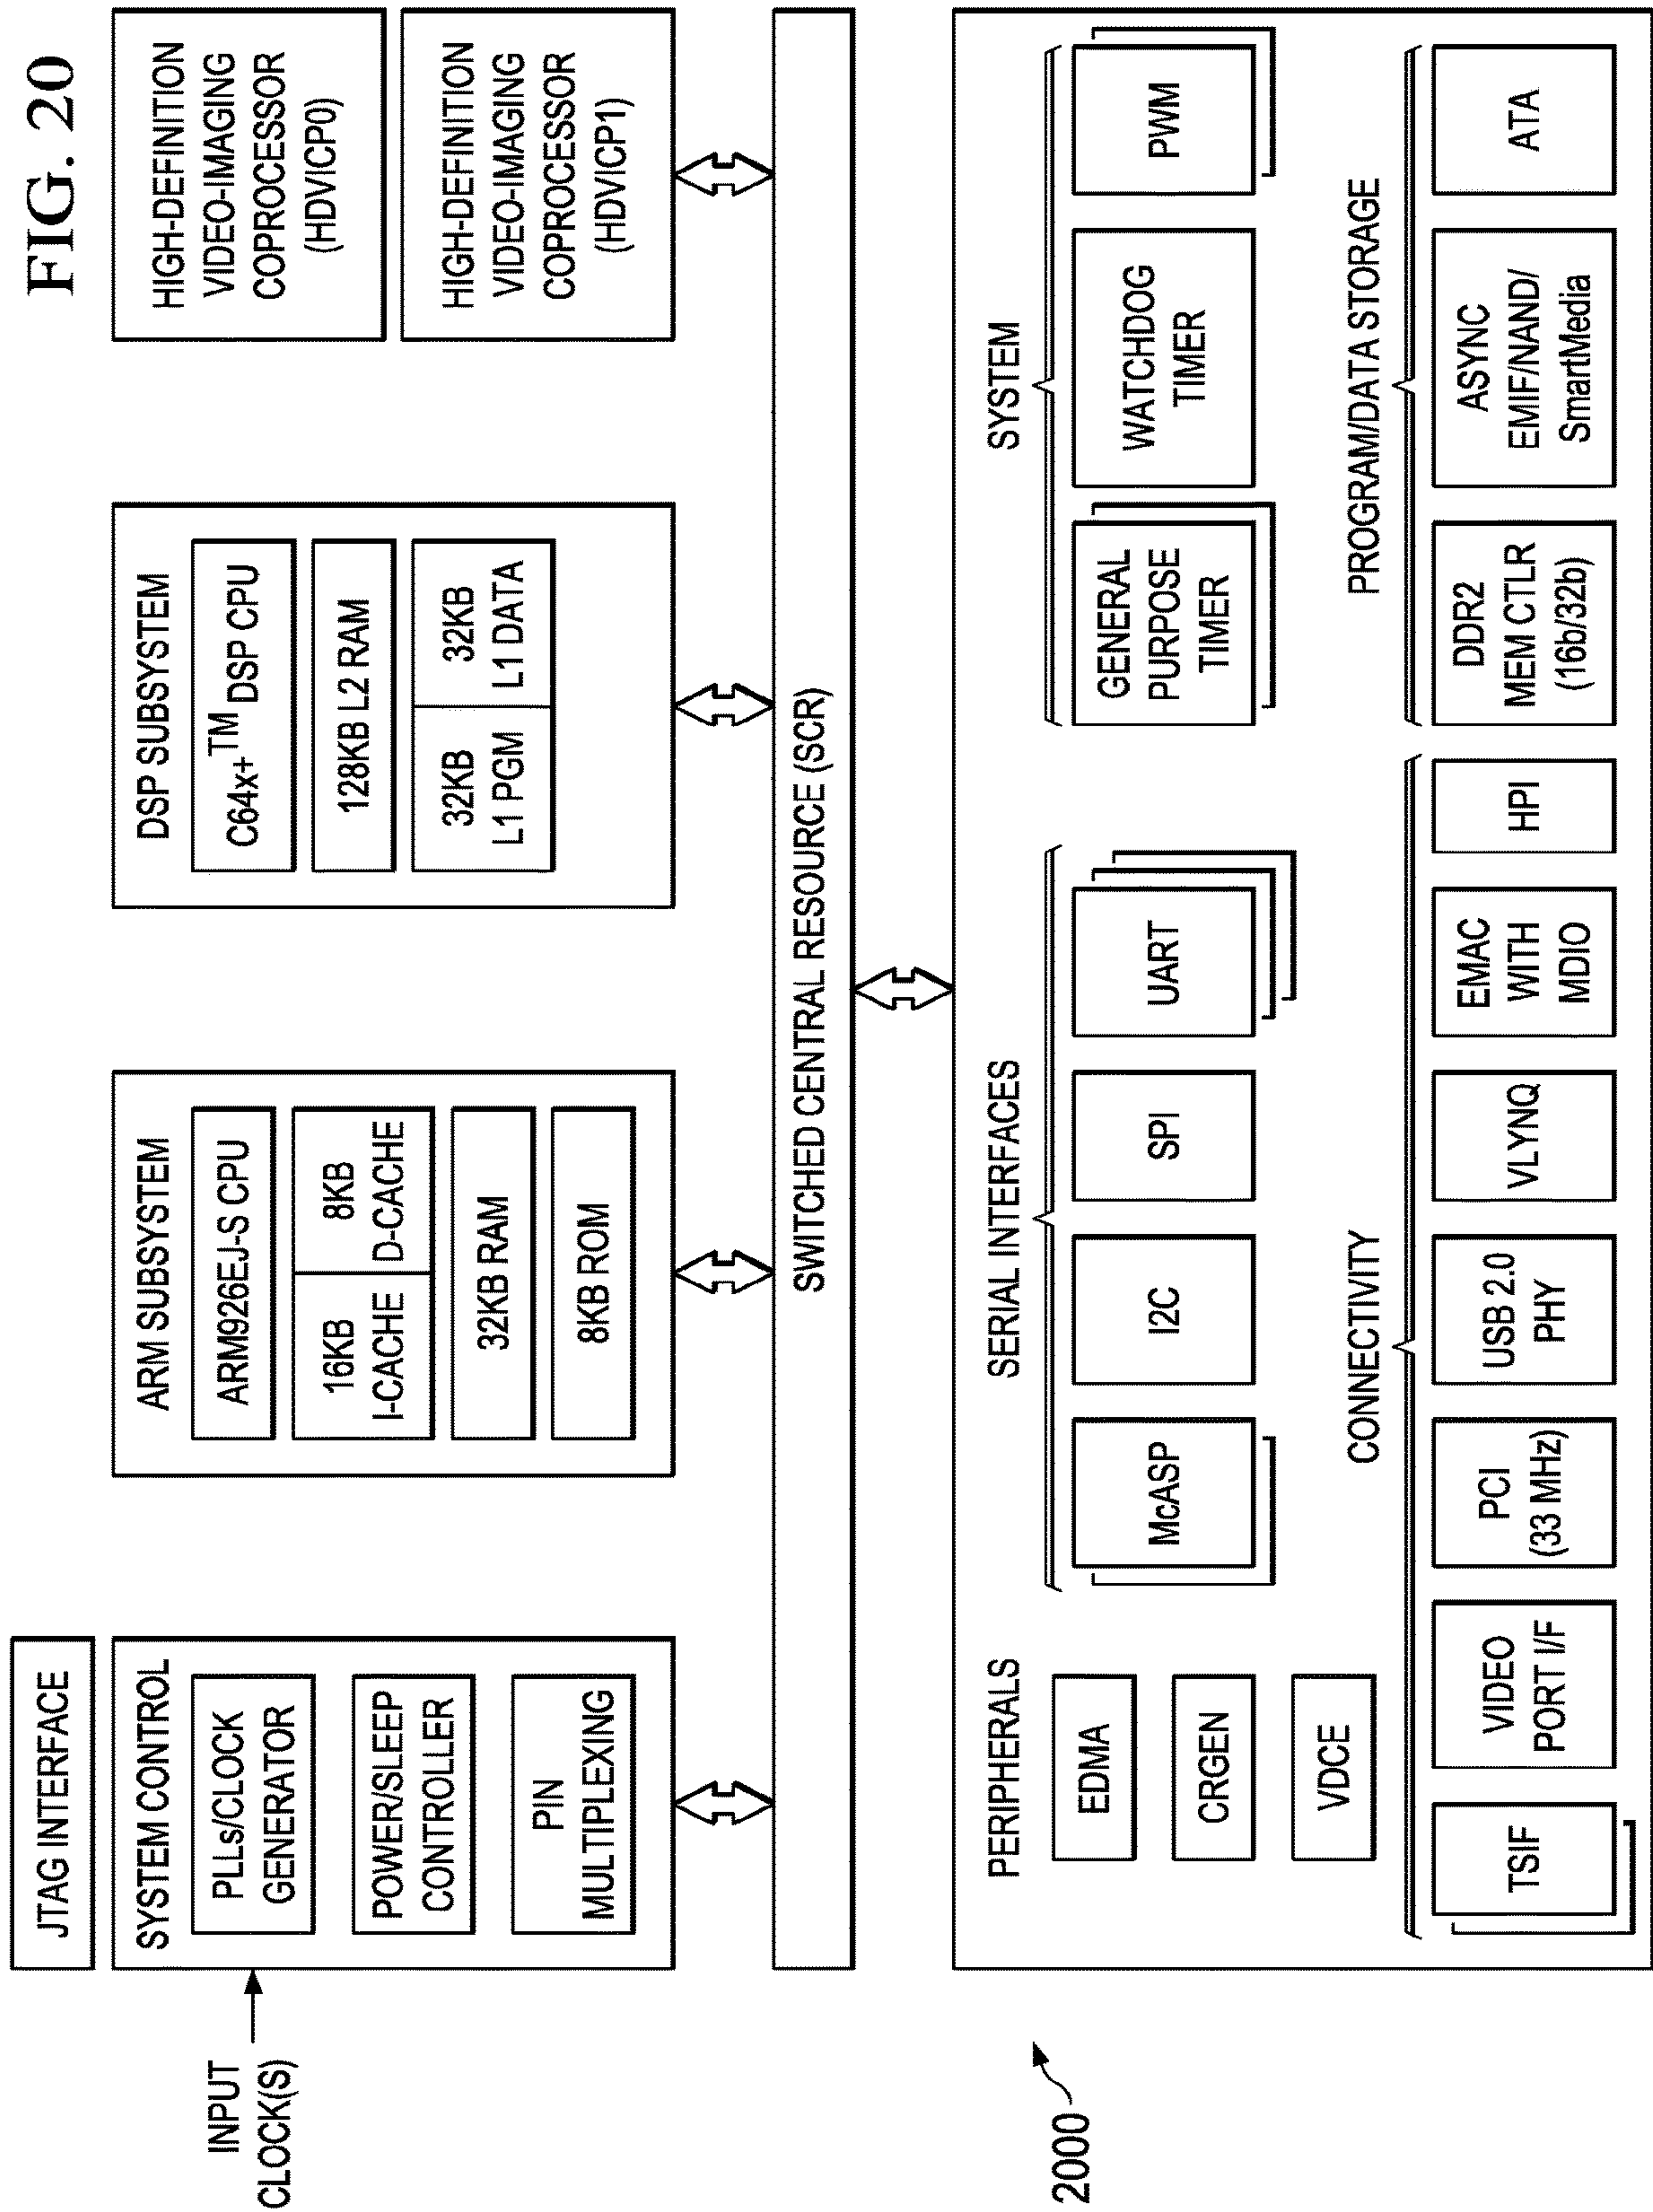 FIG. 20
JTAG INTERFACE
INPUT
CLOCK(S)
SYSTEM CONTROL
PLLs/CLOCK
GENERATOR
POWER/SLEEP
CONTROLLER
PIN
MULTIPLEXING
ARM SUBSYSTEM
ARM926EJ-S CPU
16KB
I-CACHE
8KB
D-CACHE
32KB RAM
8KB ROM
DSP SUBSYSTEM
C64x+™ DSP CPU
128KB L2 RAM
32KB
L1 PGM
32KB
L1 DATA
HIGH-DEFINITION
VIDEO-IMAGING
COPROCESSOR
(HDVICP0)
HIGH-DEFINITION
VIDEO-IMAGING
COPROCESSOR
(HDVICP1)
SWITCHED CENTRAL RESOURCE (SCR)
2000
PERIPHERALS
EDMA
CRGEN
VDCE
SERIAL INTERFACES
McASP
I2C
SPI
UART
SYSTEM
GENERAL
PURPOSE
TIMER
WATCHDOG
TIMER
PWM
CONNECTIVITY
TSIF
VIDEO
PORT I/F
PCI
(33 MHz)
USB 2.0
PHY
VLYNQ
EMAC
WITH
MDIO
HPI
PROGRAM/DATA STORAGE
DDR2
MEM CTLR
(16b/32b)
ASYNC
EMIF/NAND/
SmartMedia
ATA